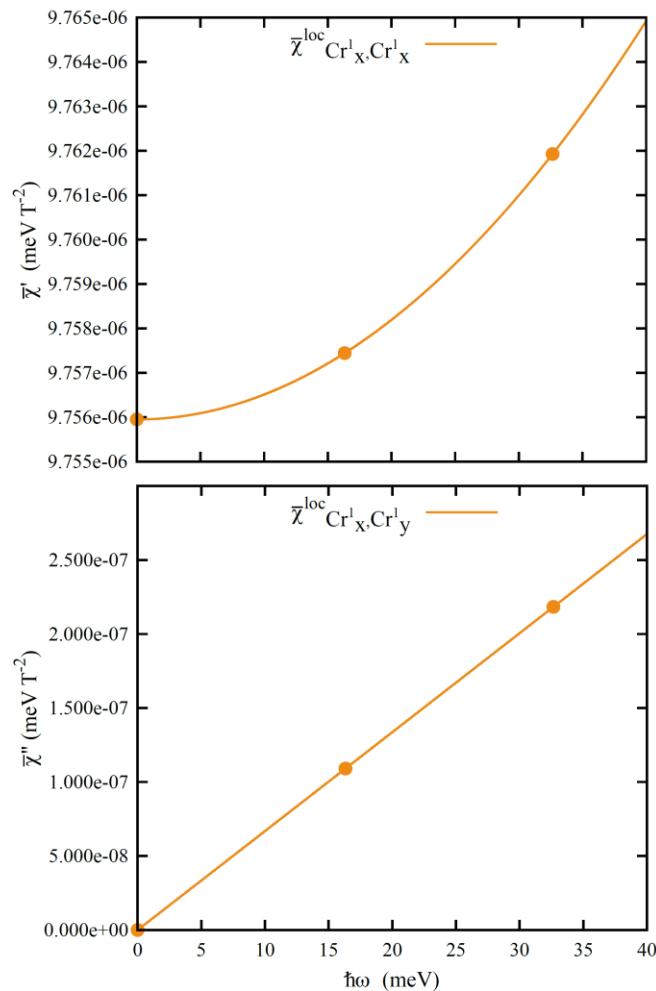 9.765e-06
χ̅loc Cr1x,Cr1x
9.764e-06
9.763e-06
9.762e-06
9.761e-06
9.760e-06
9.759e-06
9.758e-06
9.757e-06
9.756e-06
9.755e-06
χ̅' (meV T-2)
χ̅loc Cr1x,Cr1y
2.500e-07
2.000e-07
1.500e-07
1.000e-07
5.000e-08
0.000e+00
χ̅'' (meV T-2)
0 5 10 15 20 25 30 35 40
ħω (meV)